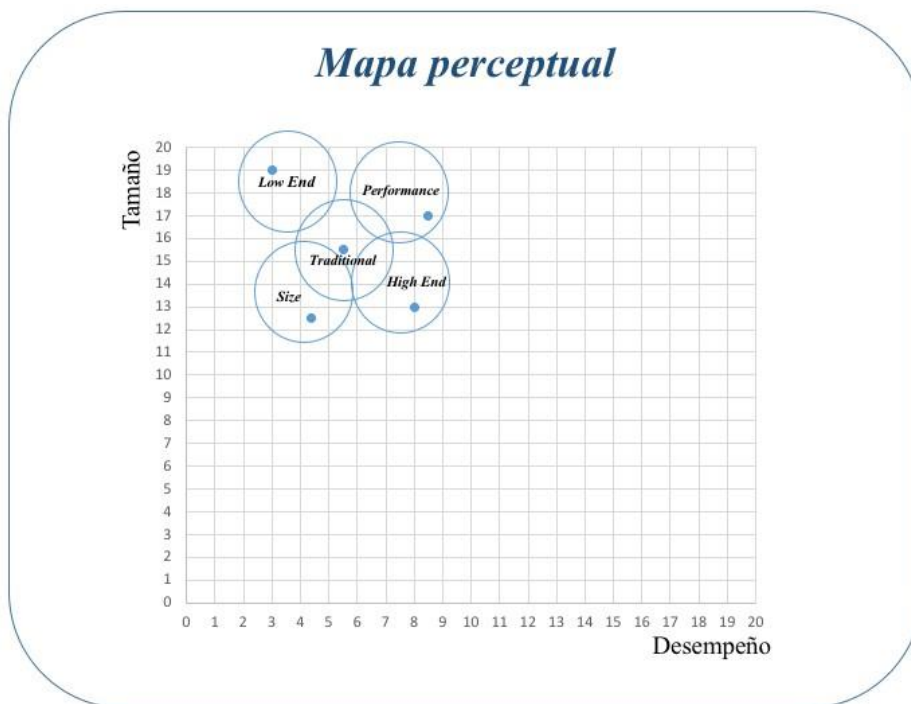 Mapa perceptual
Tamaño
20
19
18
17
16
15
14
13
12
11
10
9
8
7
6
5
4
3
2
1
0
Low End
Performance
Traditional
High End
Size
0 1 2 3 4 5 6 7 8 9 10 11 12 13 14 15 16 17 18 19 20
Desempeño